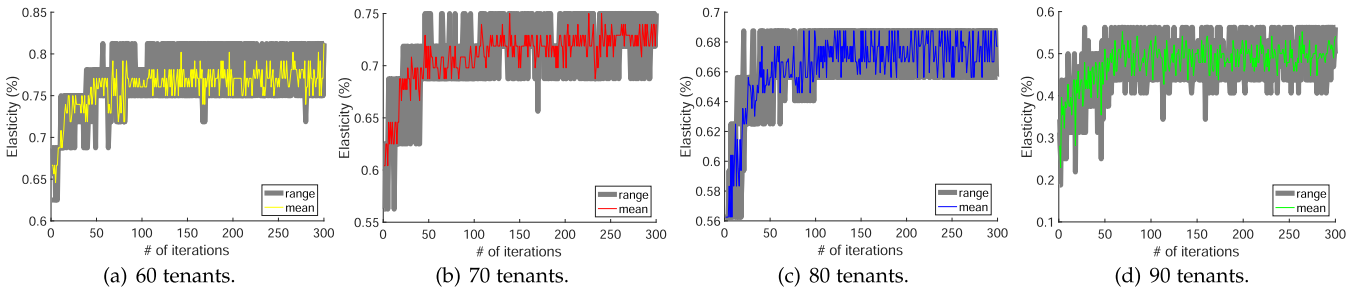 0.85
0.8
0.75
0.7
0.65
0.6
Elasticity (%)
0 50 100 150 200 250 300
# of iterations
range
mean
(a) 60 tenants.
0.75
0.7
0.65
0.6
0.55
Elasticity (%)
0 50 100 150 200 250 300
# of iterations
range
mean
(b) 70 tenants.
0.7
0.68
0.66
0.64
0.62
0.6
0.58
0.56
Elasticity (%)
0 50 100 150 200 250 300
# of iterations
range
mean
(c) 80 tenants.
0.6
0.5
0.4
0.3
0.2
0.1
Elasticity (%)
0 50 100 150 200 250 300
# of iterations
range
mean
(d) 90 tenants.